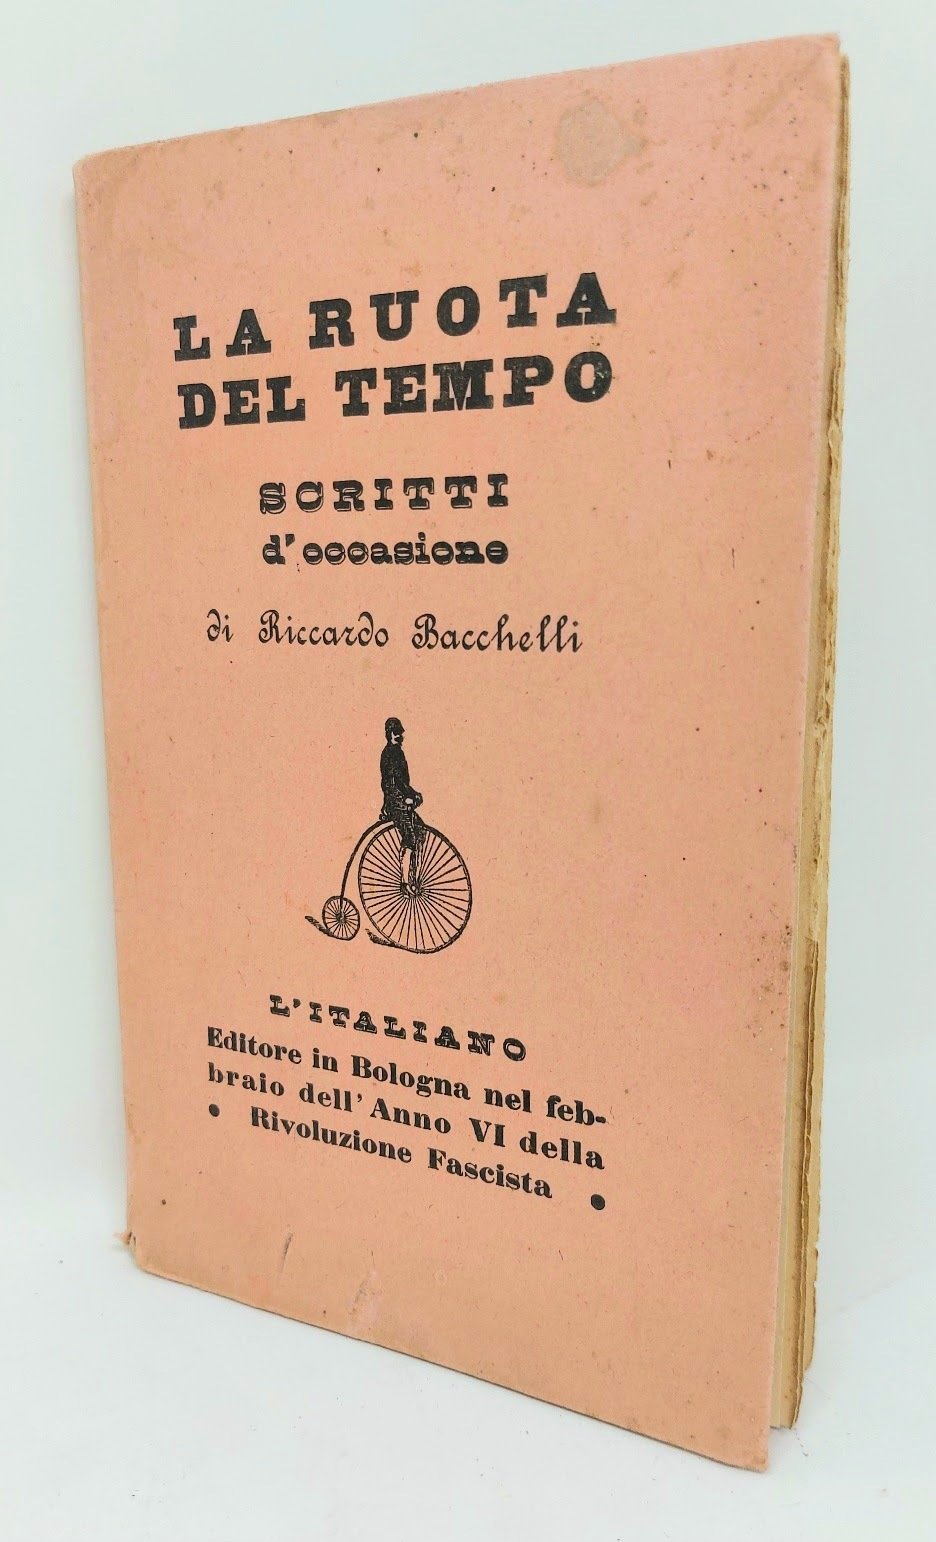 LA RUOTA
DEL TEMPO
SCRITTI
d'occasione
di Riccardo Bacchelli
L'ITALIANO
Editore in Bologna nel feb-
braio dell'Anno VI della
• Rivoluzione Fascista •